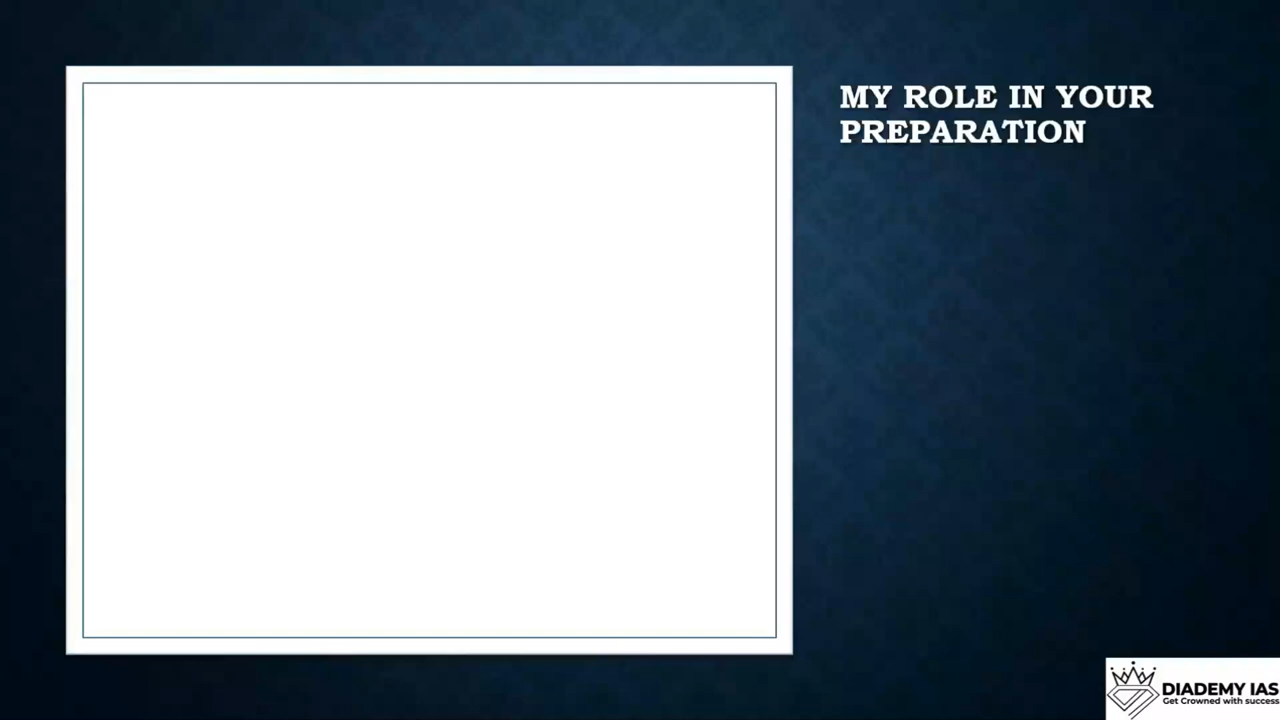 MY ROLE IN YOUR
PREPARATION
DIADEMY IAS
Get Crowned with success